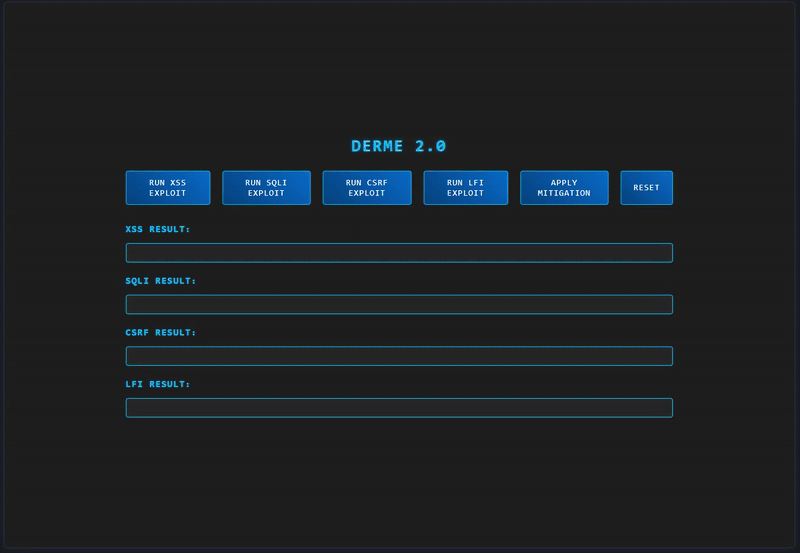 DERME 2.0
RUN XSS
EXPLOIT
RUN SQLI
EXPLOIT
RUN CSRF
EXPLOIT
RUN LFI
EXPLOIT
APPLY
MITIGATION
RESET
XSS RESULT:
SQLI RESULT:
CSRF RESULT:
LFI RESULT: